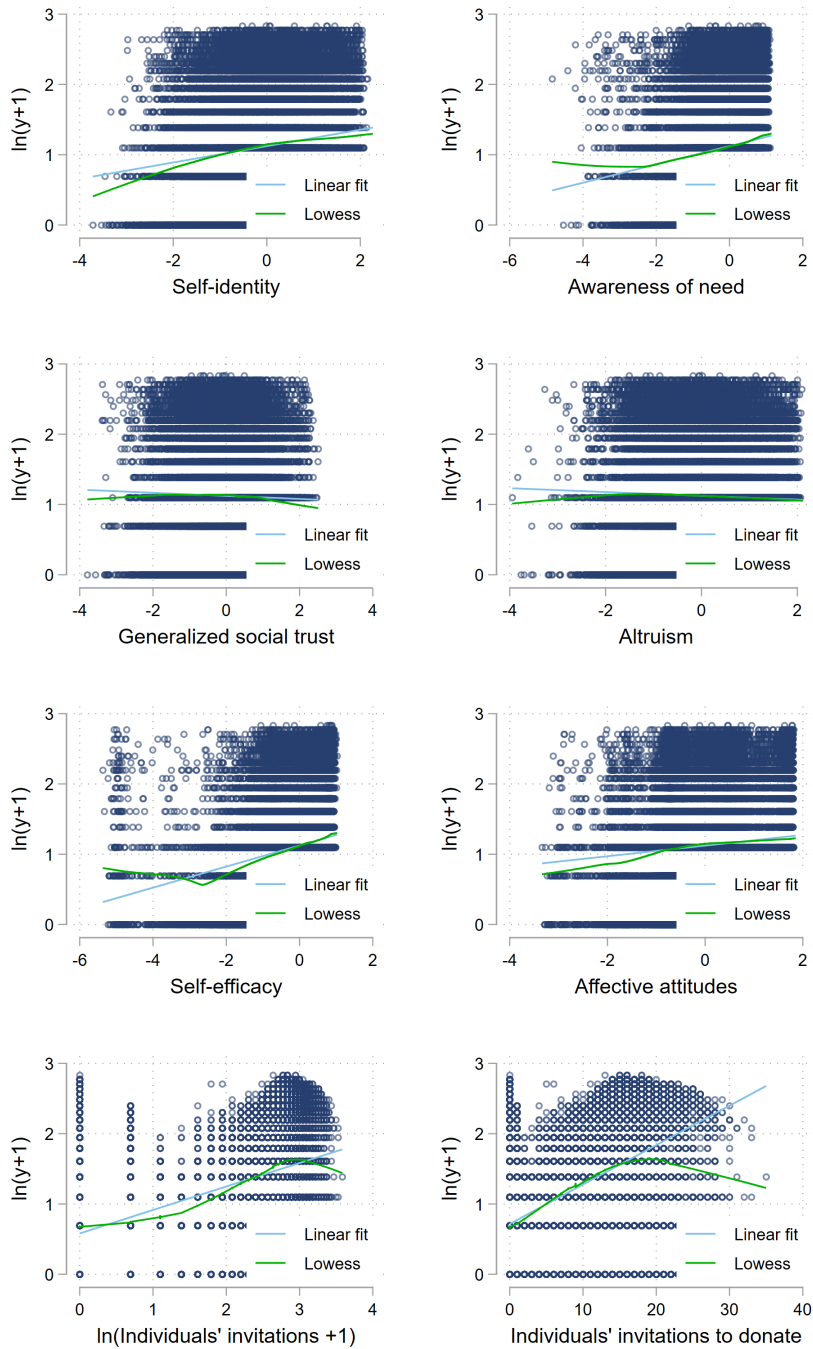 3 3
2 2
ln(y+1) ln(y+1)
1 1
Linear fit Linear fit
Lowess Lowess
0 0
-4 -2 0 2 -6 -4 -2 0 2
Self-identity Awareness of need
3 3
2 2
ln(y+1) ln(y+1)
1 1
Linear fit Linear fit
Lowess Lowess
0 0
-4 -2 0 2 4 -4 -2 0 2
Generalized social trust Altruism
3 3
2 2
ln(y+1) ln(y+1)
1 1
Linear fit Linear fit
Lowess Lowess
0 0
-6 -4 -2 0 2 -4 -2 0 2
Self-efficacy Affective attitudes
3 3
2 2
ln(y+1) ln(y+1)
1 1
Linear fit Linear fit
Lowess Lowess
0 0
0 1 2 3 4 0 10 20 30 40
ln(Individuals' invitations +1) Individuals' invitations to donate